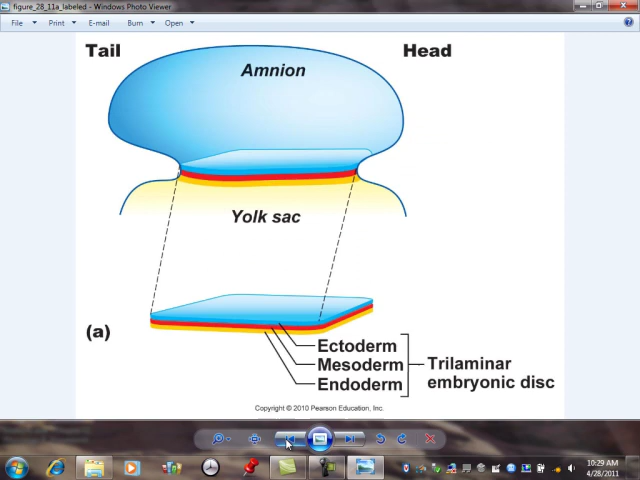 figure_28_11a_labeled - Windows Photo Viewer
File Print E-mail Burn Open
Tail Head
Amnion
Yolk sac
(a)
Ectoderm
Mesoderm
Endoderm
Trilaminar
embryonic disc
Copyright © 2010 Pearson Education, Inc.
10:29 AM
4/28/2011